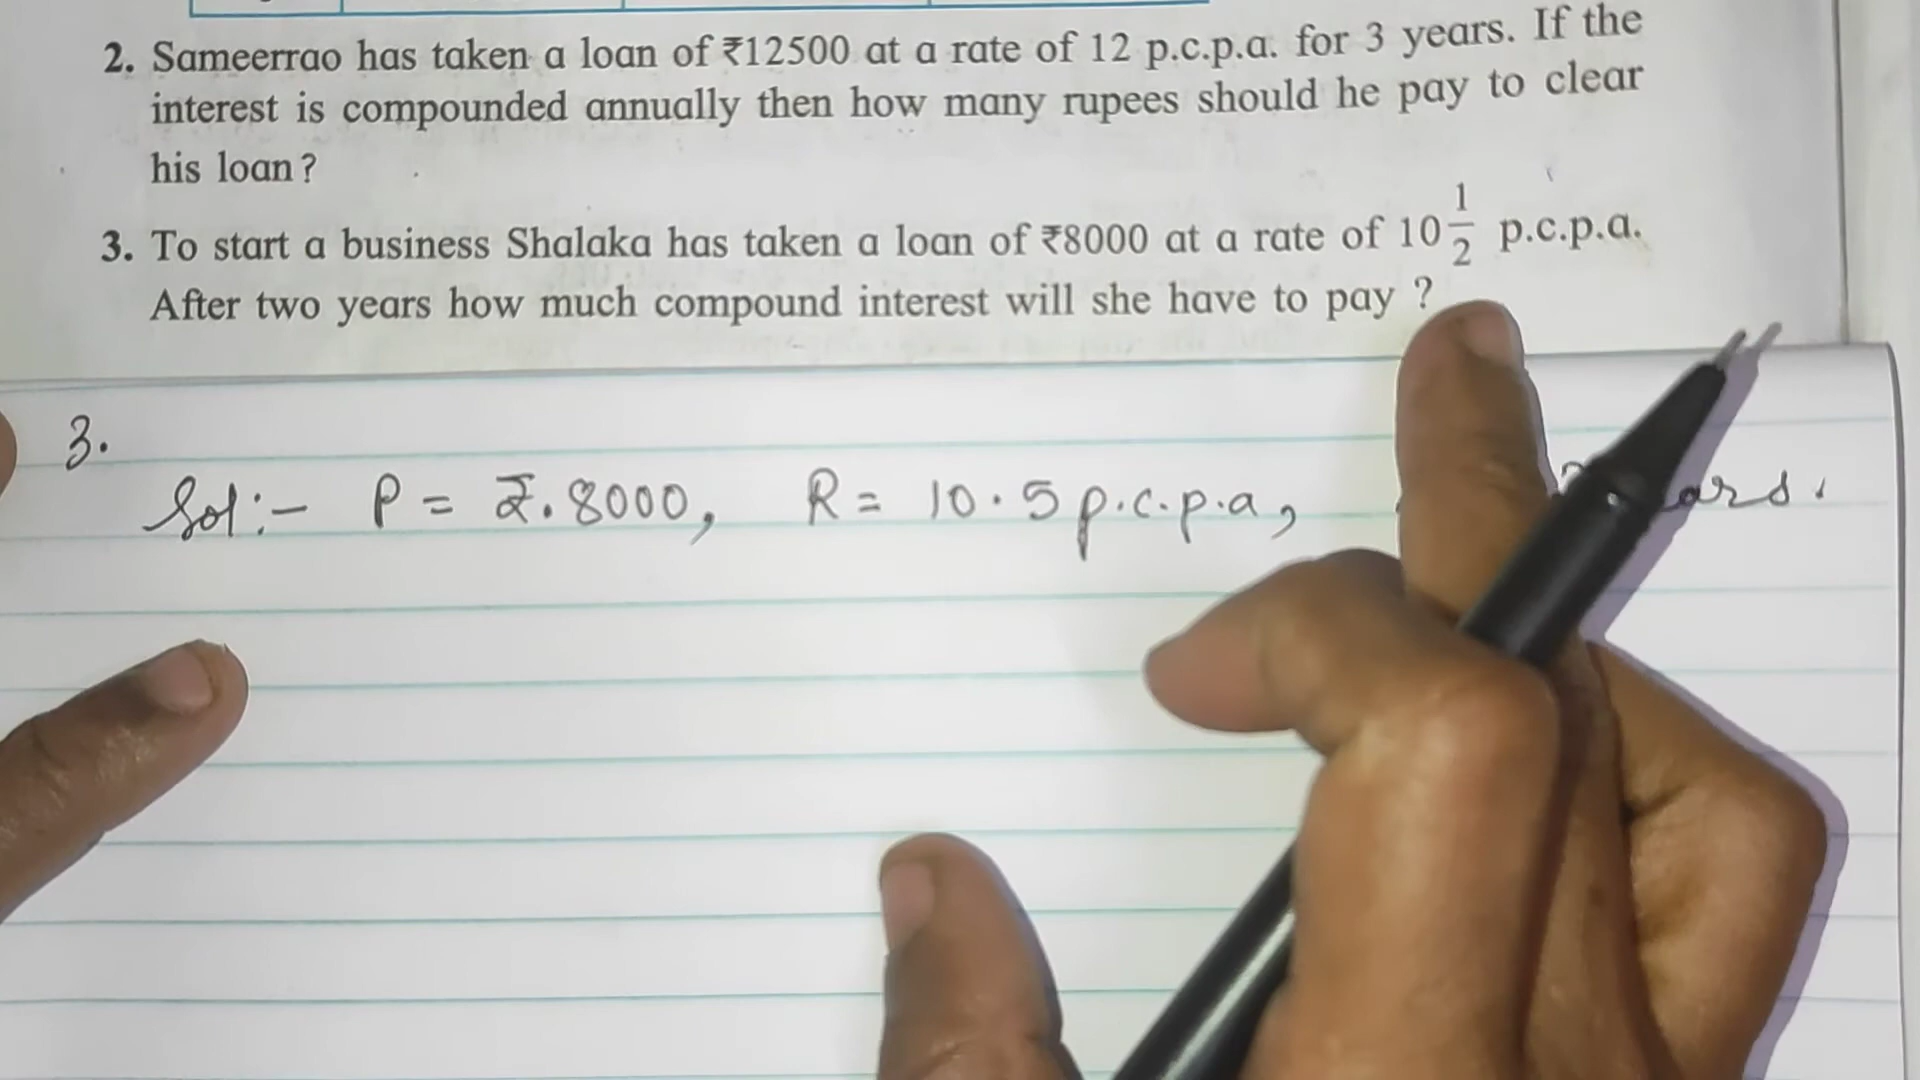 2. Sameerrao has taken a loan of ₹12500 at a rate of 12 p.c.p.a. for 3 years. If the
interest is compounded annually then how many rupees should he pay to clear
his loan?
3. To start a business Shalaka has taken a loan of ₹8000 at a rate of 10 1/2 p.c.p.a.
After two years how much compound interest will she have to pay ?
3.
Sol:- P = ₹.8000, R = 10.5 p.c.p.a,